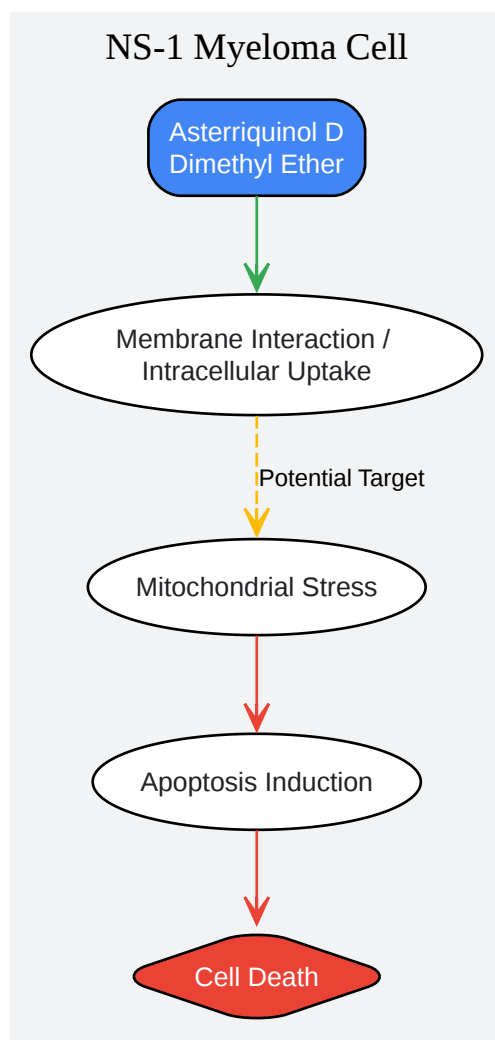 NS-1 Myeloma Cell
Asterriquinol D
Dimethyl Ether
Membrane Interaction /
Intracellular Uptake
Potential Target
Mitochondrial Stress
Apoptosis Induction
Cell Death